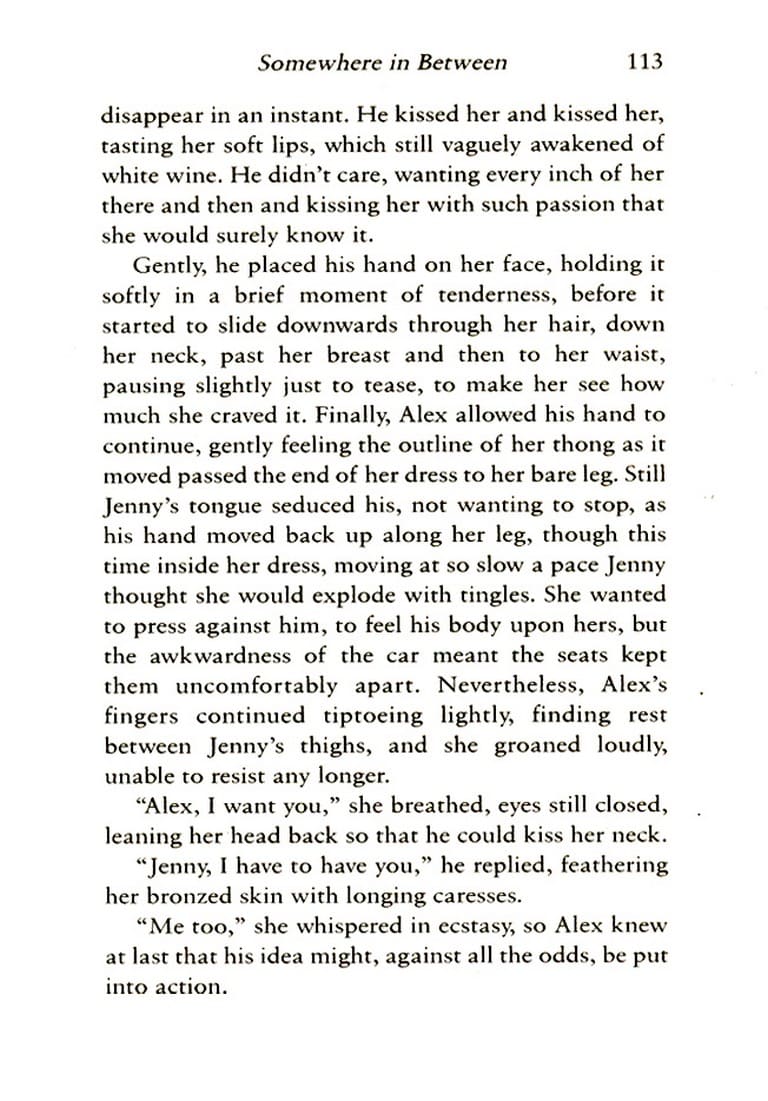 Somewhere in Between 113
disappear in an instant. He kissed her and kissed her,
tasting her soft lips, which still vaguely awakened of
white wine. He didn't care, wanting every inch of her
there and then and kissing her with such passion that
she would surely know it.
Gently, he placed his hand on her face, holding it
softly in a brief moment of tenderness, before it
started to slide downwards through her hair, down
her neck, past her breast and then to her waist,
pausing slightly just to tease, to make her see how
much she craved it. Finally, Alex allowed his hand to
continue, gently feeling the outline of her thong as it
moved passed the end of her dress to her bare leg. Still
Jenny's tongue seduced his, not wanting to stop, as
his hand moved back up along her leg, though this
time inside her dress, moving at so slow a pace Jenny
thought she would explode with tingles. She wanted
to press against him, to feel his body upon hers, but
the awkwardness of the car meant the seats kept
them uncomfortably apart. Nevertheless, Alex's
fingers continued tiptoeing lightly, finding rest
between Jenny's thighs, and she groaned loudly,
unable to resist any longer.
“Alex, I want you,” she breathed, eyes still closed,
leaning her head back so that he could kiss her neck.
“Jenny, I have to have you,” he replied, feathering
her bronzed skin with longing caresses.
“Me too,” she whispered in ecstasy, so Alex knew
at last that his idea might, against all the odds, be put
into action.